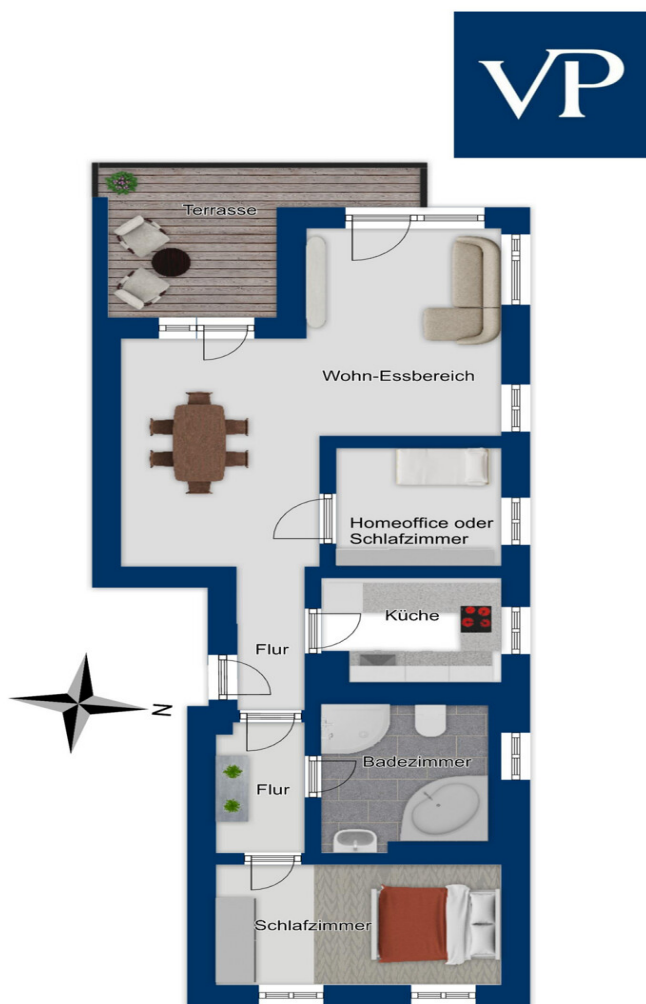 VP
Terrasse
Wohn-Essbereich
Homeoffice oder
Schlafzimmer
Küche
Flur
N
Badezimmer
Flur
Schlafzimmer